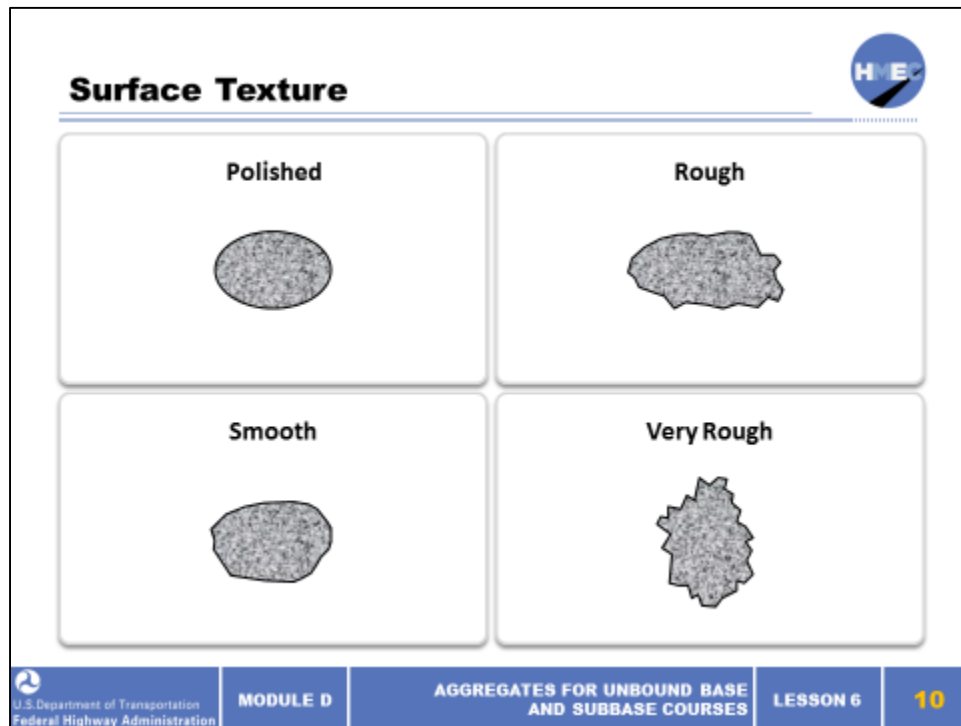 Surface Texture
HMEC
Polished
Rough
Smooth
Very Rough
U.S.Department of Transportation
Federal Highway Administration
MODULE D
AGGREGATES FOR UNBOUND BASE
AND SUBBASE COURSES
LESSON 6
10